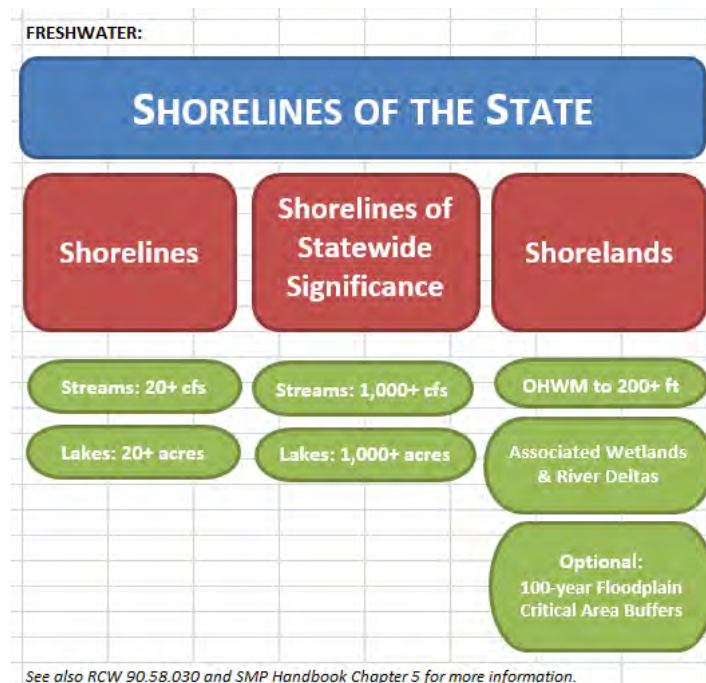 FRESHWATER:
SHORELINES OF THE STATE
Shorelines
Shorelines of
Statewide
Significance
Shorelands
Streams: 20+ cfs
Streams: 1,000+ cfs
OHWM to 200+ ft
Lakes: 20+ acres
Lakes: 1,000+ acres
Associated Wetlands
& River Deltas
Optional:
100-year Floodplain
Critical Area Buffers
See also RCW 90.58.030 and SMP Handbook Chapter 5 for more information.